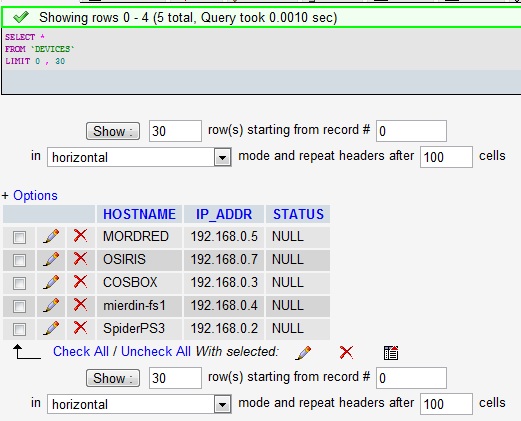 Showing rows 0 - 4 (5 total, Query took 0.0010 sec)
SELECT *
FROM `DEVICES`
LIMIT 0 , 30
Show : 30 row(s) starting from record # 0
in horizontal mode and repeat headers after 100 cells
+ Options
HOSTNAME IP_ADDR STATUS
MORDRED 192.168.0.5 NULL
OSIRIS 192.168.0.7 NULL
COSBOX 192.168.0.3 NULL
mierdin-fs1 192.168.0.4 NULL
SpiderPS3 192.168.0.2 NULL
Check All / Uncheck All With selected:
Show : 30 row(s) starting from record # 0
in horizontal mode and repeat headers after 100 cells